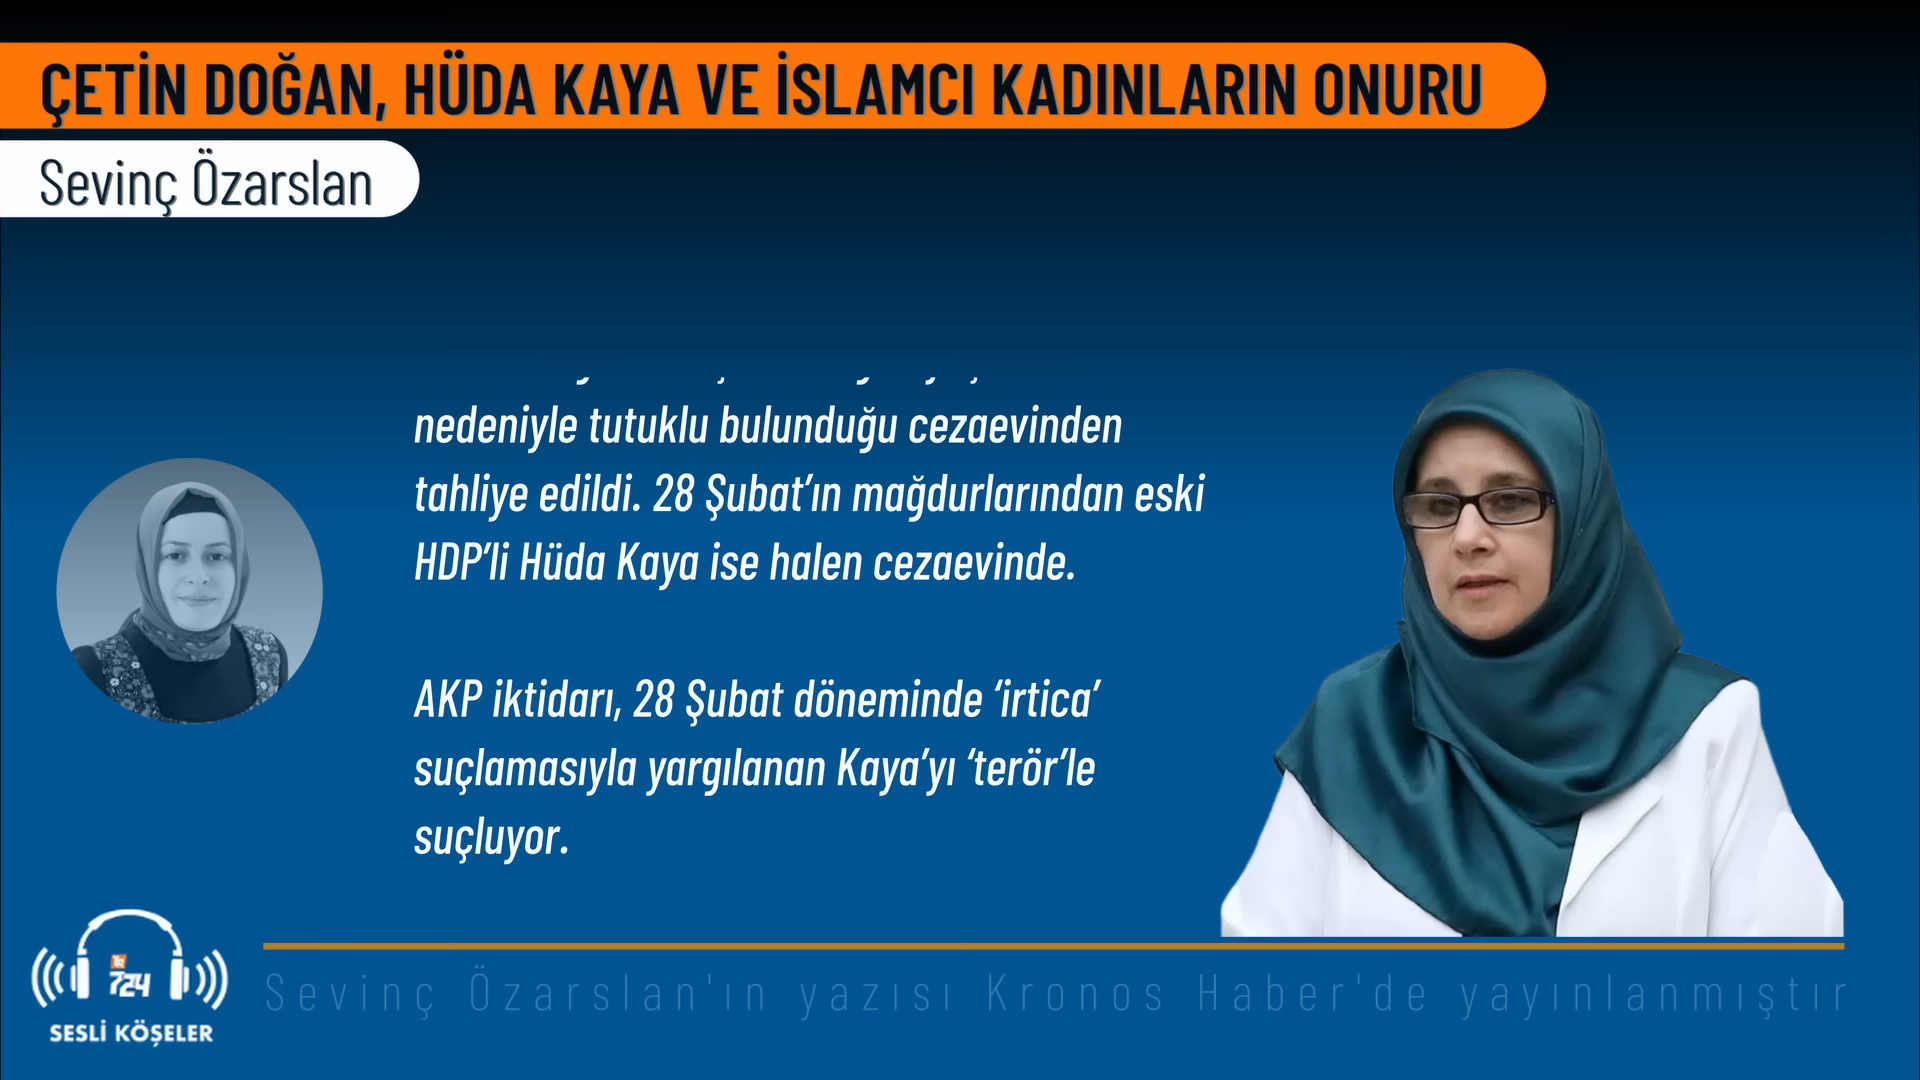 ÇETİN DOĞAN, HÜDA KAYA VE İSLAMCI KADINLARIN ONURU
Sevinç Özarslan
nedeniyle tutuklu bulunduğu cezaevinden
tahliye edildi. 28 Şubat’ın mağdurlarından eski
HDP’li Hüda Kaya ise halen cezaevinde.
AKP iktidarı, 28 Şubat döneminde ‘irtica’
suçlamasıyla yargılanan Kaya’yı ‘terör’le
suçluyor.
TR
724
SESLİ KÖŞELER
Sevinç Özarslan'ın yazısı Kronos Haber'de yayınlanmıştır